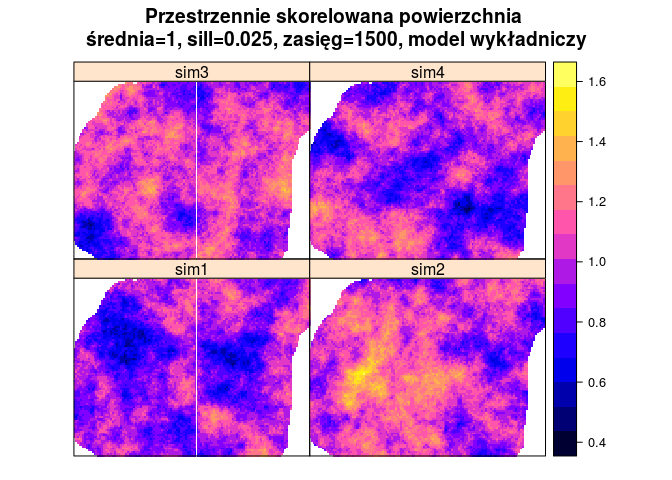 Przestrzennie skorelowana powierzchnia
średnia=1, sill=0.025, zasięg=1500, model wykładniczy
sim3
sim4
sim1
sim2
1.6
1.4
1.2
1.0
0.8
0.6
0.4